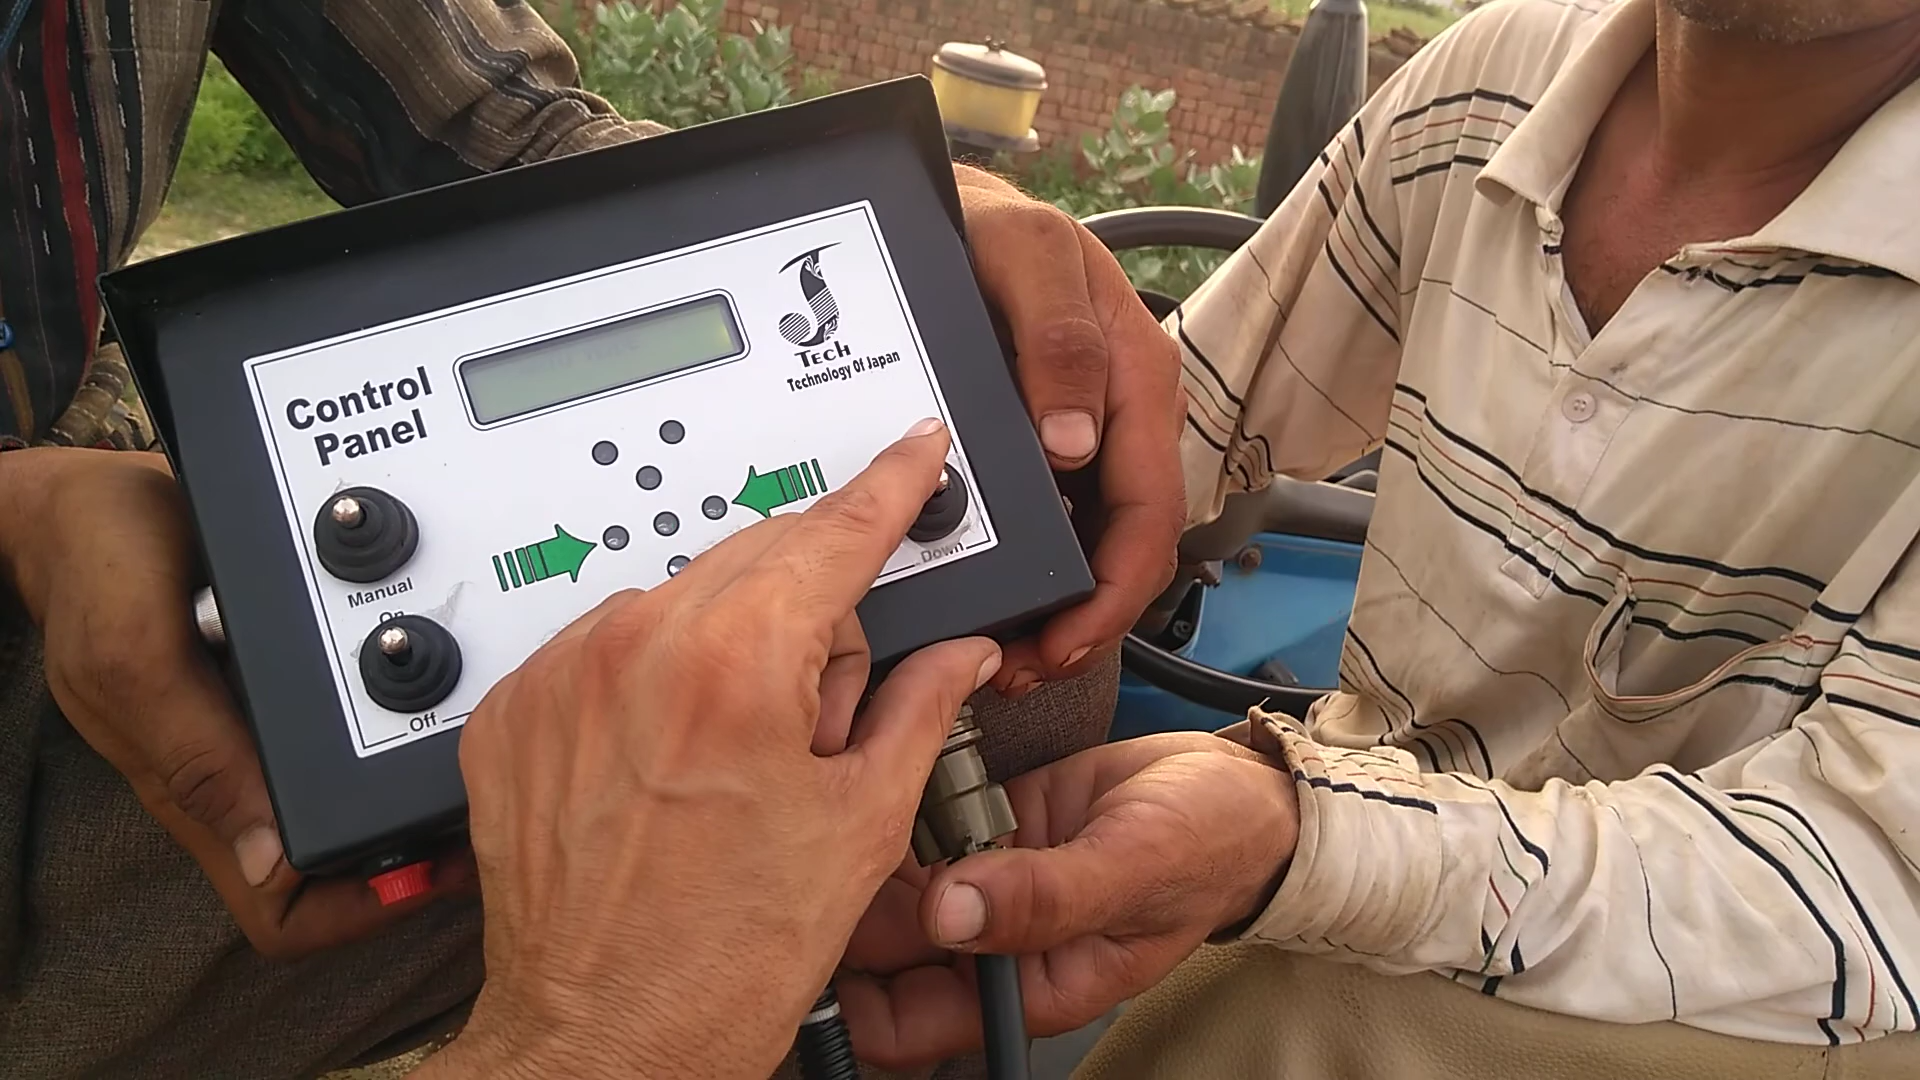 Control
Panel
TECH
Technology Of Japan
Manual
On
Off
Down